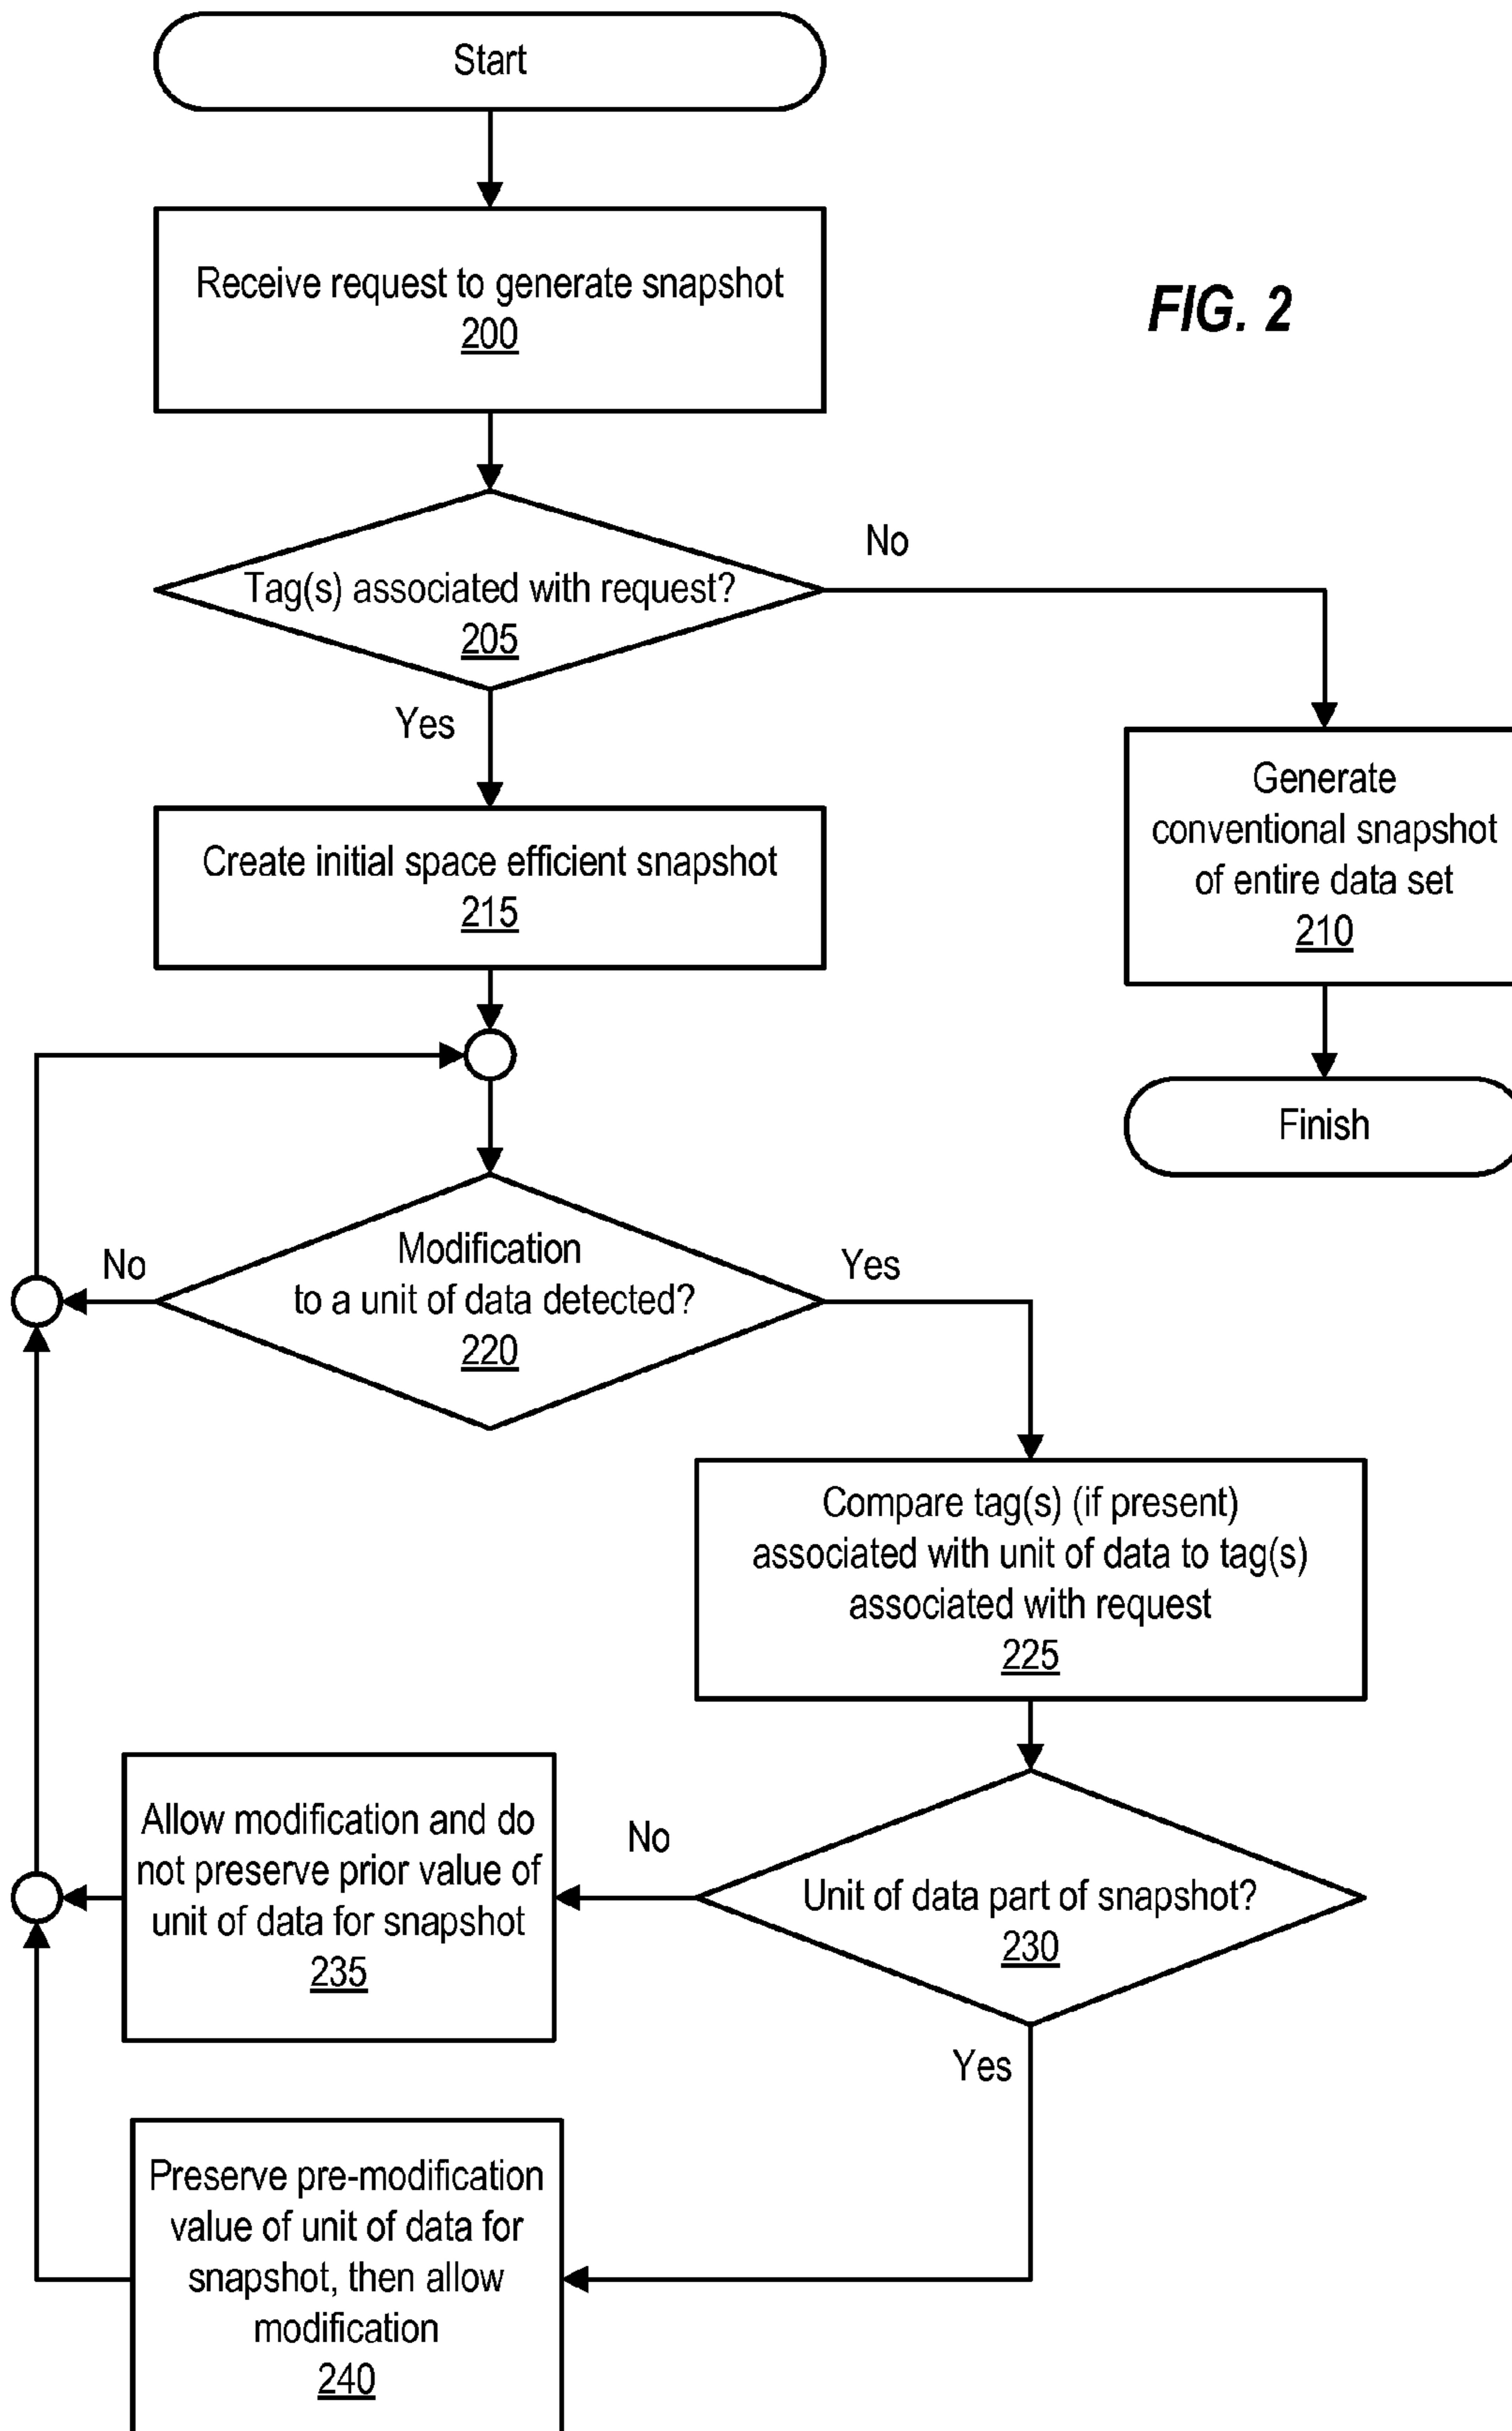 Start
Receive request to generate snapshot
200
FIG. 2
Tag(s) associated with request?
205
No
Yes
Generate
conventional snapshot
of entire data set
210
Create initial space efficient snapshot
215
Finish
Modification
to a unit of data detected?
220
No
Yes
Compare tag(s) (if present)
associated with unit of data to tag(s)
associated with request
225
Allow modification and do
not preserve prior value of
unit of data for snapshot
235
No
Unit of data part of snapshot?
230
Yes
Preserve pre-modification
value of unit of data for
snapshot, then allow
modification
240